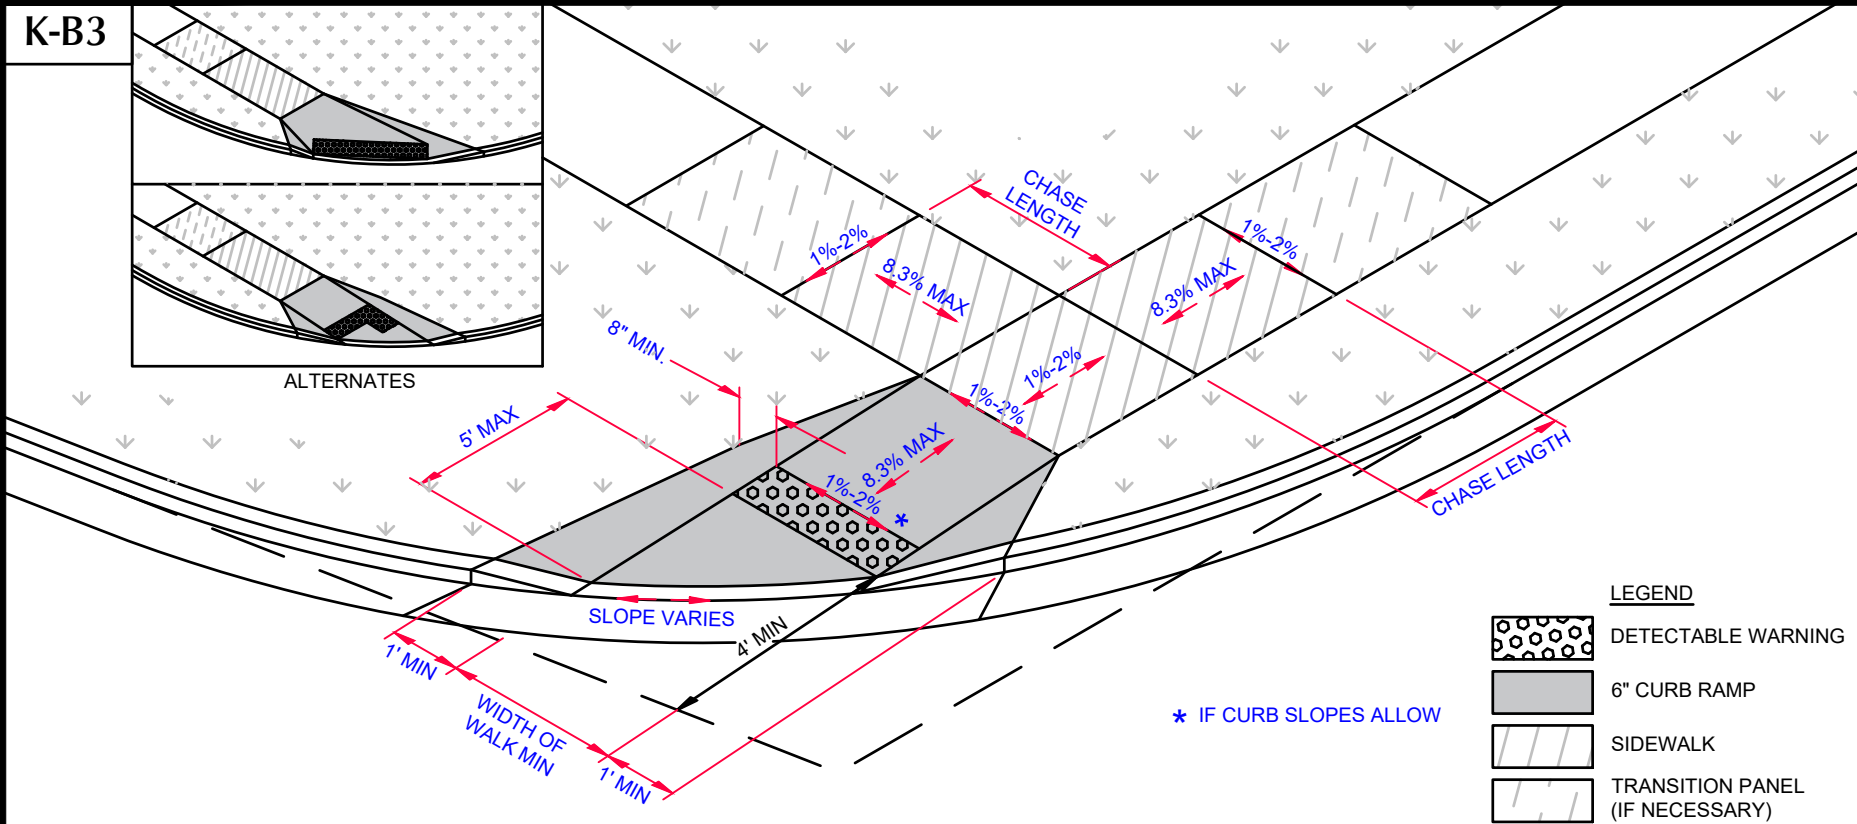 K-B3
ALTERNATES
CHASE
LENGTH
1%-2%
8.3% MAX
1%-2%
8.3% MAX
8" MIN.
1%-2%
1%-2%
5' MAX
8.3% MAX
1%-2%
*
CHASE LENGTH
SLOPE VARIES
4' MIN
1' MIN
WIDTH OF
WALK MIN
1' MIN
* IF CURB SLOPES ALLOW
LEGEND
DETECTABLE WARNING
6" CURB RAMP
SIDEWALK
TRANSITION PANEL
(IF NECESSARY)